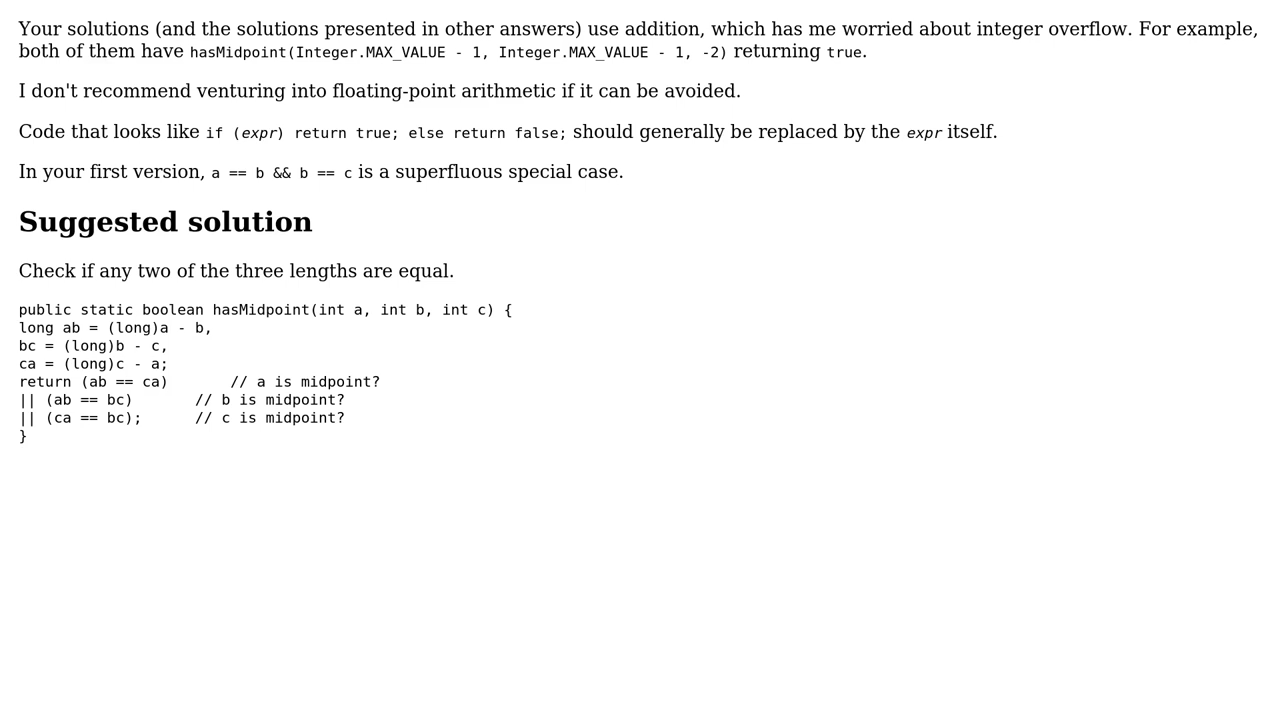 Your solutions (and the solutions presented in other answers) use addition, which has me worried about integer overflow. For example,
both of them have hasMidpoint(Integer.MAX_VALUE - 1, Integer.MAX_VALUE - 1, -2) returning true.
I don't recommend venturing into floating-point arithmetic if it can be avoided.
Code that looks like if (expr) return true; else return false; should generally be replaced by the expr itself.
In your first version, a == b && b == c is a superfluous special case.
Suggested solution
Check if any two of the three lengths are equal.
public static boolean hasMidpoint(int a, int b, int c) {
long ab = (long)a - b,
bc = (long)b - c,
ca = (long)c - a;
return (ab == ca)       // a is midpoint?
|| (ab == bc)       // b is midpoint?
|| (ca == bc);      // c is midpoint?
}